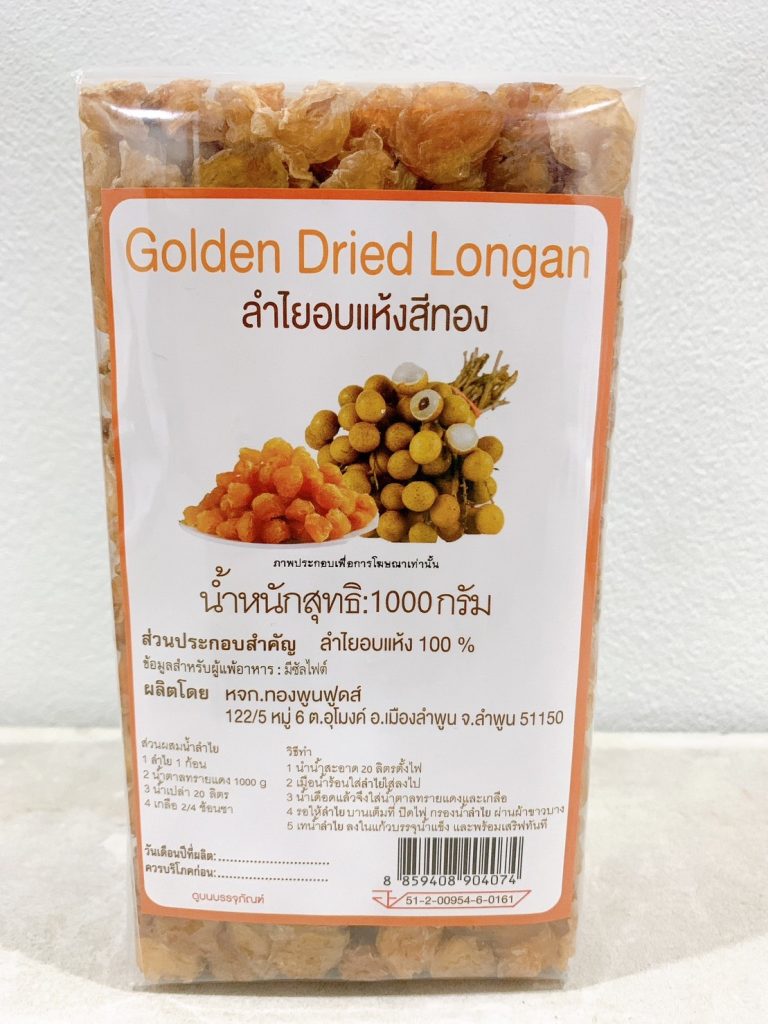 Golden Dried Longan
ลำไยอบแห้งสีทอง
ภาพประกอบเพื่อการโฆษณาเท่านั้น
น้ำหนักสุทธิ:1000 กรัม
ส่วนประกอบสำคัญ ลำไยอบแห้ง 100 %
ข้อมูลสำหรับผู้แพ้อาหาร : มีซัลไฟต์
ผลิตโดย หจก.ทองพูนฟูดส์
122/5 หมู่ 6 ต.อุโมงค์ อ.เมืองลำพูน จ.ลำพูน 51150
ส่วนผสมน้ำลำไย
1 ลำไย 1 ก้อน
2 น้ำตาลทรายแดง 1000 g
3 น้ำเปล่า 20 ลิตร
4 เกลือ 2/4 ช้อนชา
วิธีทำ
1 นำน้ำสะอาด 20 ลิตรตั้งไฟ
2 เมื่อน้ำร้อนใส่ลำไยใส่ลงไป
3 น้ำเดือดแล้วจึงใส่น้ำตาลทรายแดงและเกลือ
4 รอให้ลำไย บานเต็มที่ ปิดไฟ กรองน้ำลำไย ผ่านผ้าขาวบาง
5 เทน้ำลำไย ลงในแก้วบรรจุน้ำแข็ง และพร้อมเสริฟทันที
วันเดือนปีที่ผลิต:............................
ควรบริโภคก่อน:............................
ดูบนบรรจุภัณฑ์
8 859408 904074
51-2-00954-6-0161